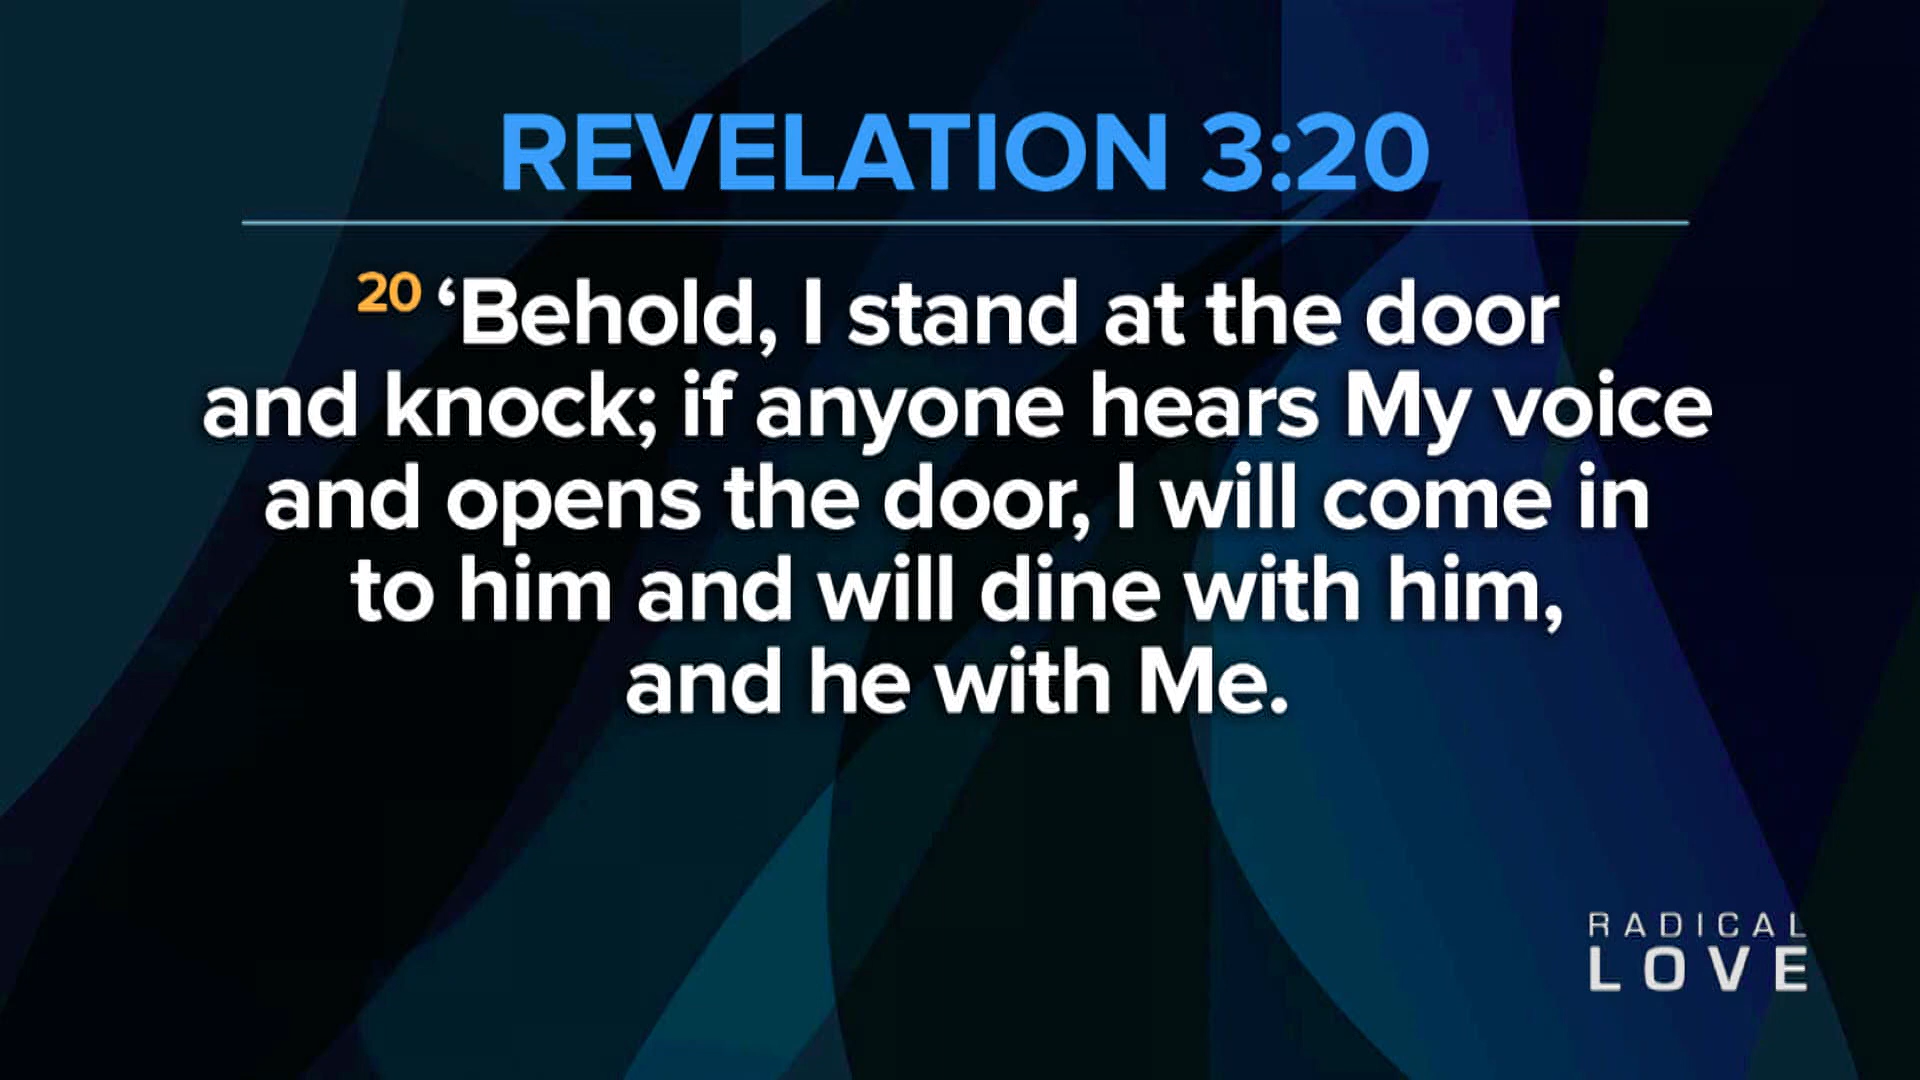 REVELATION 3:20
20 ‘Behold, I stand at the door
and knock; if anyone hears My voice
and opens the door, I will come in
to him and will dine with him,
and he with Me.
RADICAL
LOVE